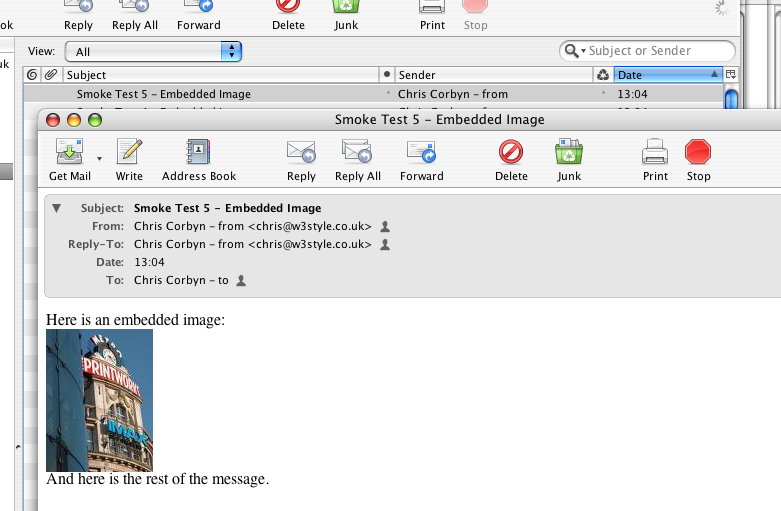 ok Reply Reply All Forward Delete Junk Print Stop
View: All Subject or Sender
uk
Subject Sender Date
Smoke Test 5 – Embedded Image Chris Corbyn – from 13:04
Smoke Test 5 – Embedded Image
Get Mail Write Address Book Reply Reply All Forward Delete Junk Print Stop
Subject: Smoke Test 5 – Embedded Image
From: Chris Corbyn – from <chris@w3style.co.uk>
Reply-To: Chris Corbyn – from <chris@w3style.co.uk>
Date: 13:04
To: Chris Corbyn – to
Here is an embedded image:
PRINTWORKS
IMAX
And here is the rest of the message.